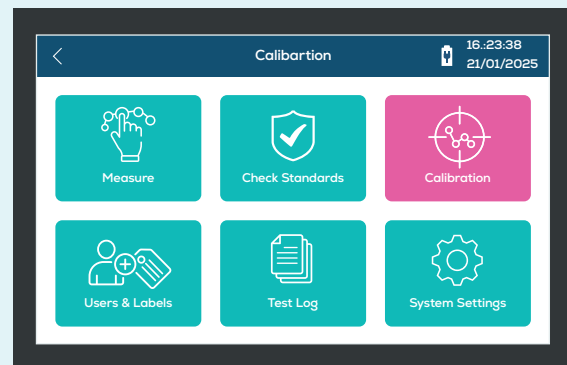 Calibartion
16.:23:38
21/01/2025
Measure
Check Standards
Calibration
Users & Labels
Test Log
System Settings